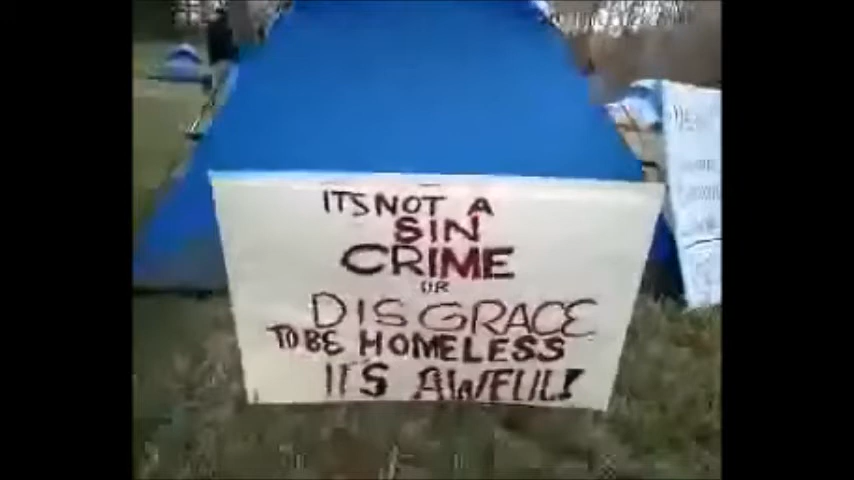 ITS NOT A
SIN
CRIME
OR
DISGRACE
TO BE HOMELESS
IT'S AWFUL!